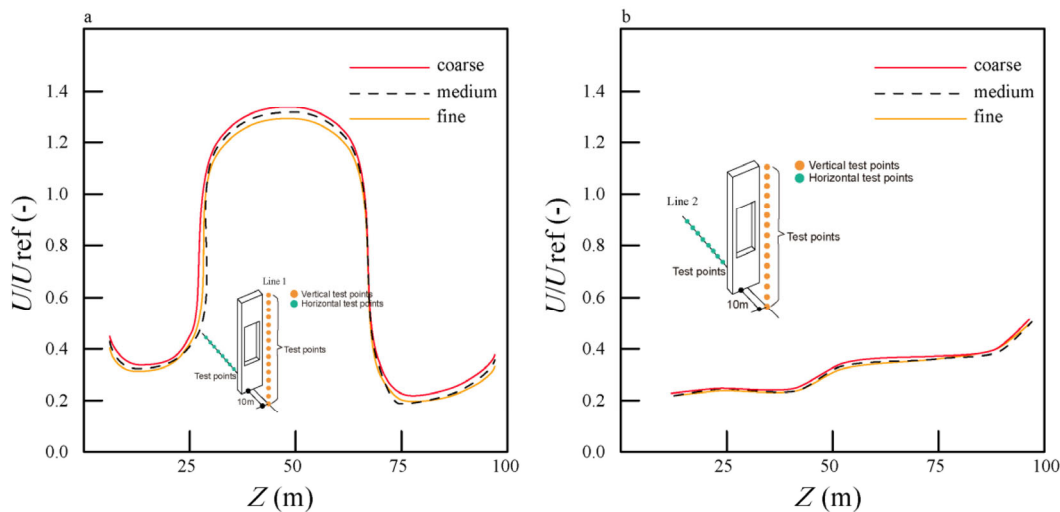 a
coarse
medium
fine
1.4
1.2
1.0
0.8
0.6
0.4
0.2
0.0
U/Uref (-)
Line 1
Vertical test points
Horizontal test points
Test points
Test points
10m
25
50
75
100
Z (m)
b
coarse
medium
fine
1.4
1.2
1.0
0.8
0.6
0.4
0.2
0.0
U/Uref (-)
Vertical test points
Horizontal test points
Line 2
Test points
Test points
10m
25
50
75
100
Z (m)